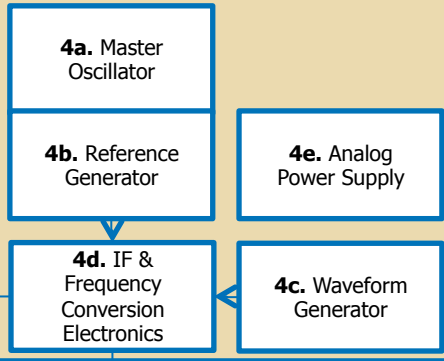 4a. Master
Oscillator
4b. Reference
Generator
4e. Analog
Power Supply
4d. IF &
Frequency
Conversion
Electronics
4c. Waveform
Generator